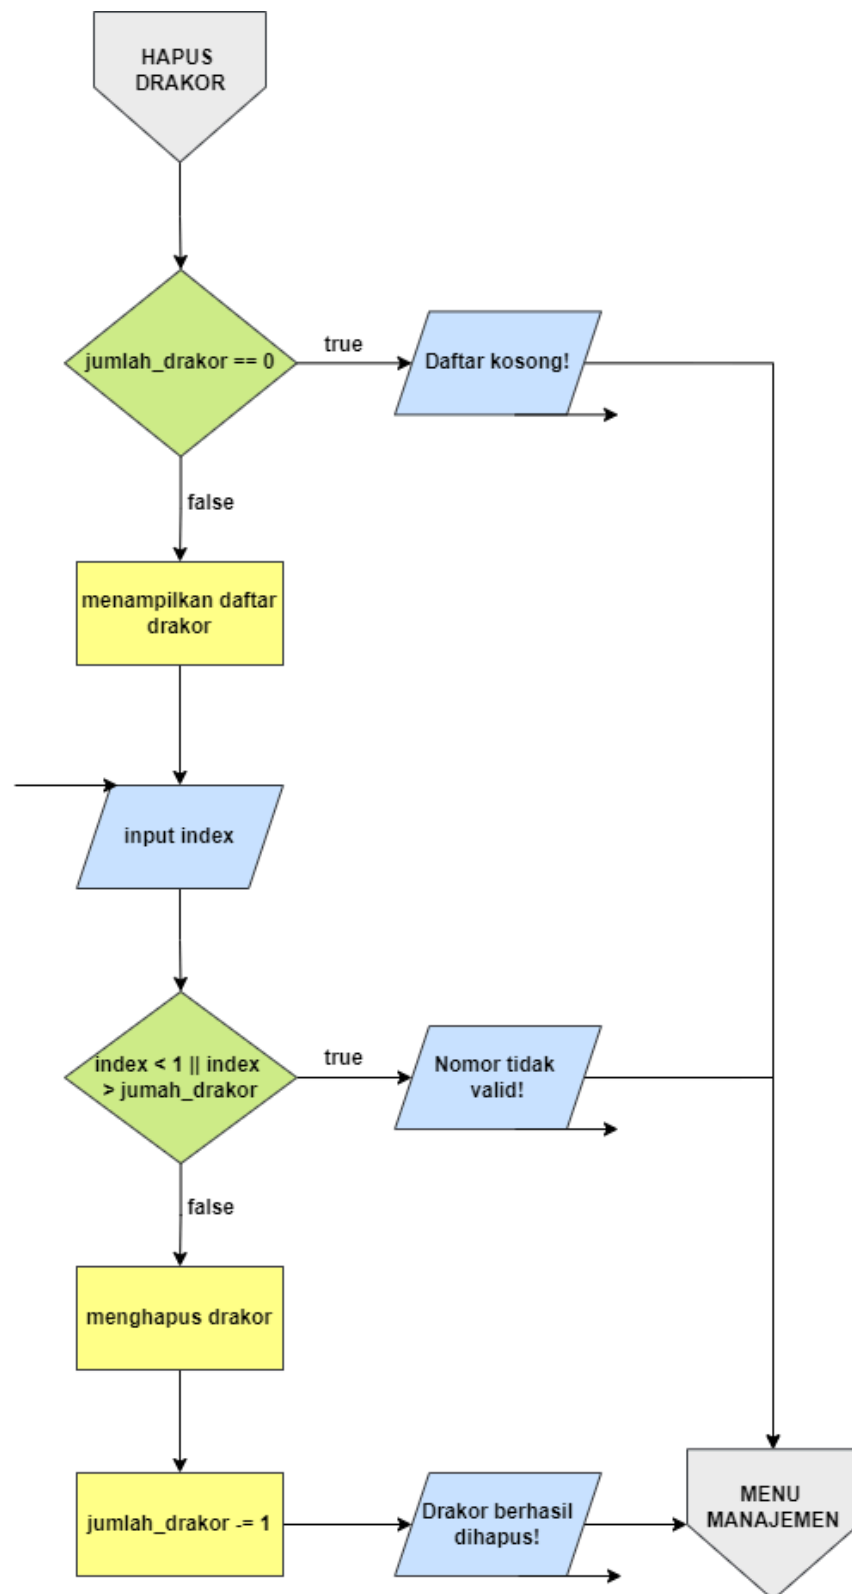 HAPUS
DRAKOR
jumlah_drakor == 0
true
Daftar kosong!
false
menampilkan daftar
drakor
input index
index < 1 || index
> jumah_drakor
true
Nomor tidak
valid!
false
menghapus drakor
jumlah_drakor -= 1
Drakor berhasil
dihapus!
MENU
MANAJEMEN